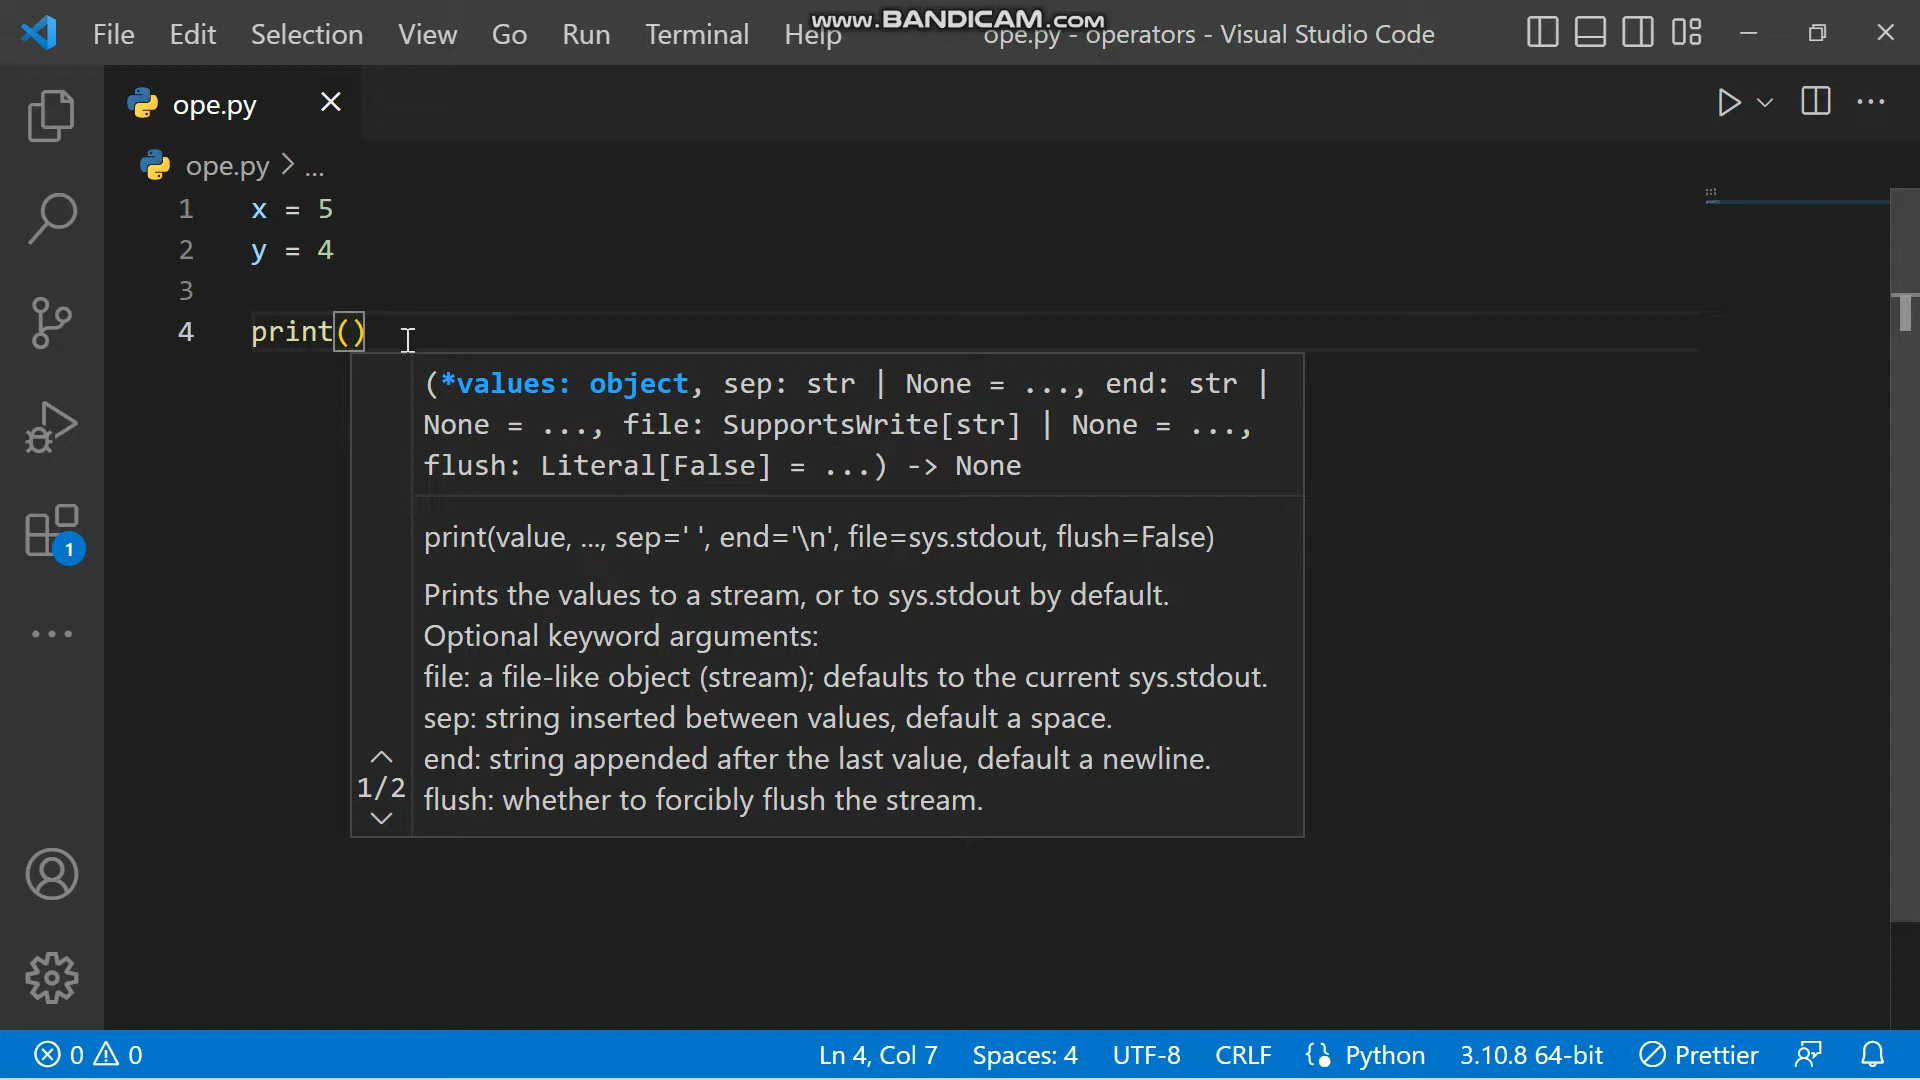 www.BANDICAM.com
File Edit Selection View Go Run Terminal Help ope.py - operators - Visual Studio Code
ope.py
ope.py > ...
1 x = 5
2 y = 4
3
4 print()
(*values: object, sep: str | None = ..., end: str |
None = ..., file: SupportsWrite[str] | None = ...,
flush: Literal[False] = ...) -> None
print(value, ..., sep=' ', end='\n', file=sys.stdout, flush=False)
Prints the values to a stream, or to sys.stdout by default.
Optional keyword arguments:
file: a file-like object (stream); defaults to the current sys.stdout.
sep: string inserted between values, default a space.
end: string appended after the last value, default a newline.
flush: whether to forcibly flush the stream.
1/2
1
0 0 Ln 4, Col 7 Spaces: 4 UTF-8 CRLF Python 3.10.8 64-bit Prettier